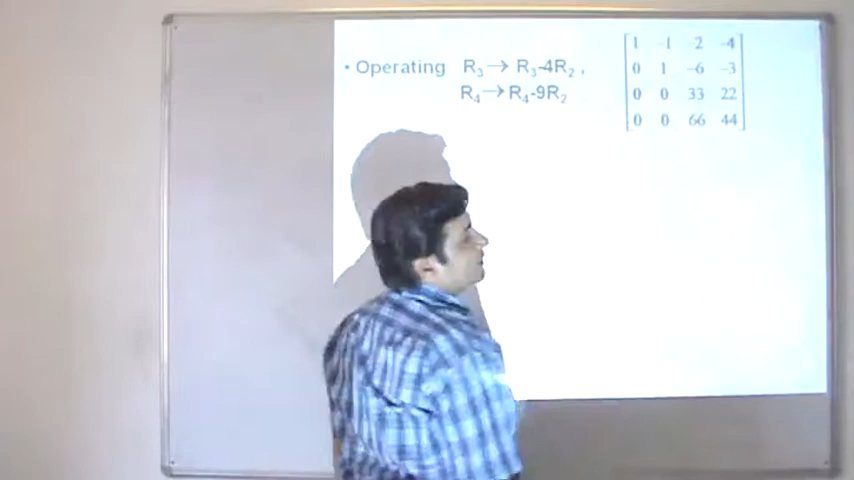 • Operating R₃→ R₃-4R₂ ,
R₄→R₄-9R₂
1 -1 -2 -4
0 1 -6 -3
0 0 33 22
0 0 66 44